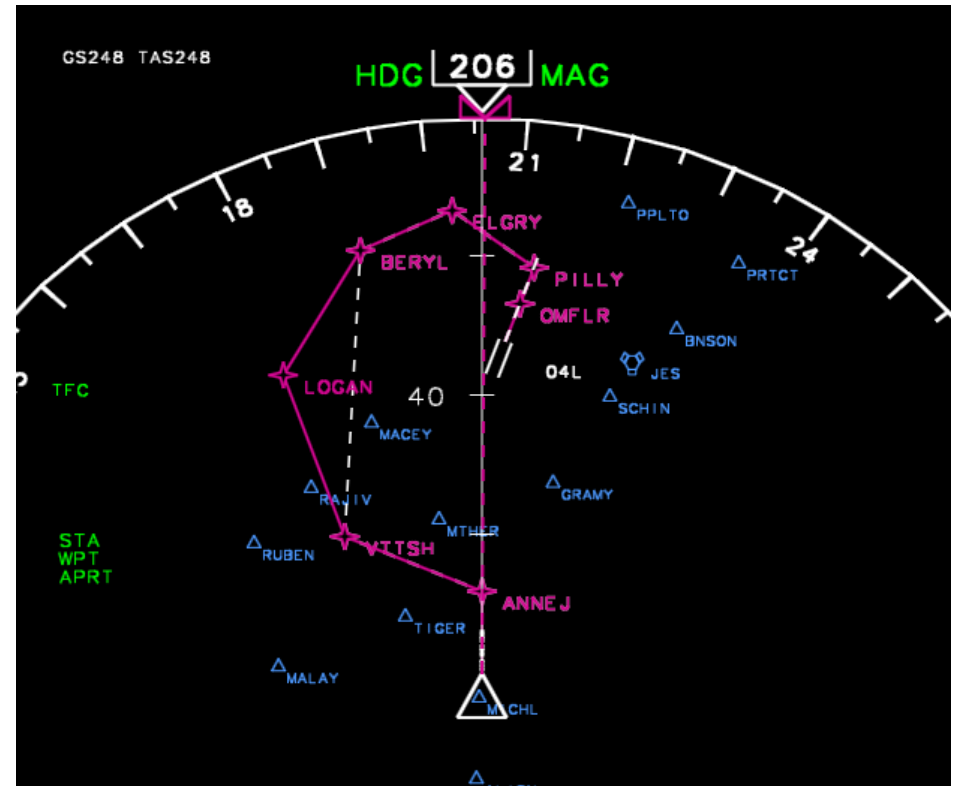 GS248 TAS248
HDG 206 MAG
21
18
24
ELGRY
PPLTO
BERYL
PILLY
PRTCT
OMFLR
BNSON
04L
JES
TFC
LOGAN
40
SCHIN
MACEY
GRAMY
RAJIV
MTHER
STA
WPT
APRT
RUBEN
VTTSH
ANNEJ
TIGER
MALAY
MACHL